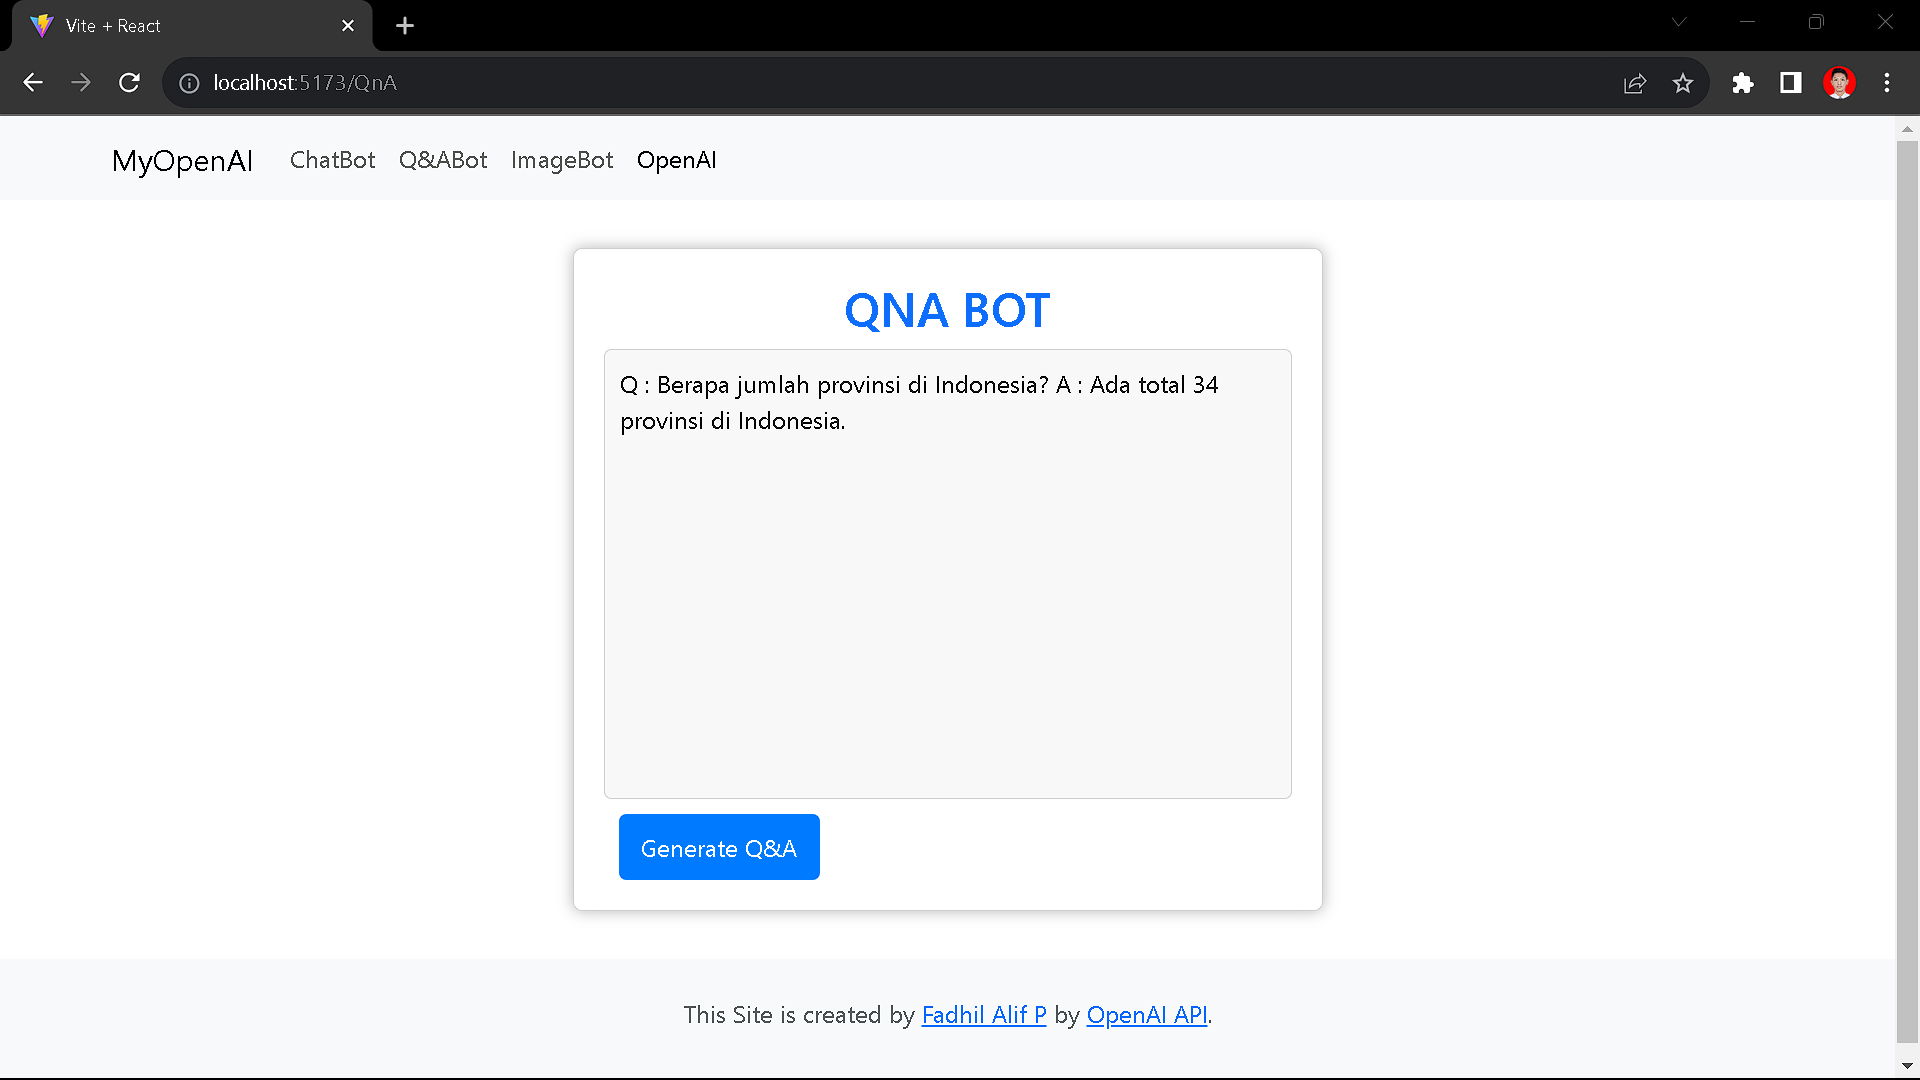 Vite + React
localhost:5173/QnA
MyOpenAI ChatBot Q&ABot ImageBot OpenAI
QNA BOT
Q : Berapa jumlah provinsi di Indonesia? A : Ada total 34
provinsi di Indonesia.
Generate Q&A
This Site is created by Fadhil Alif P by OpenAI API.